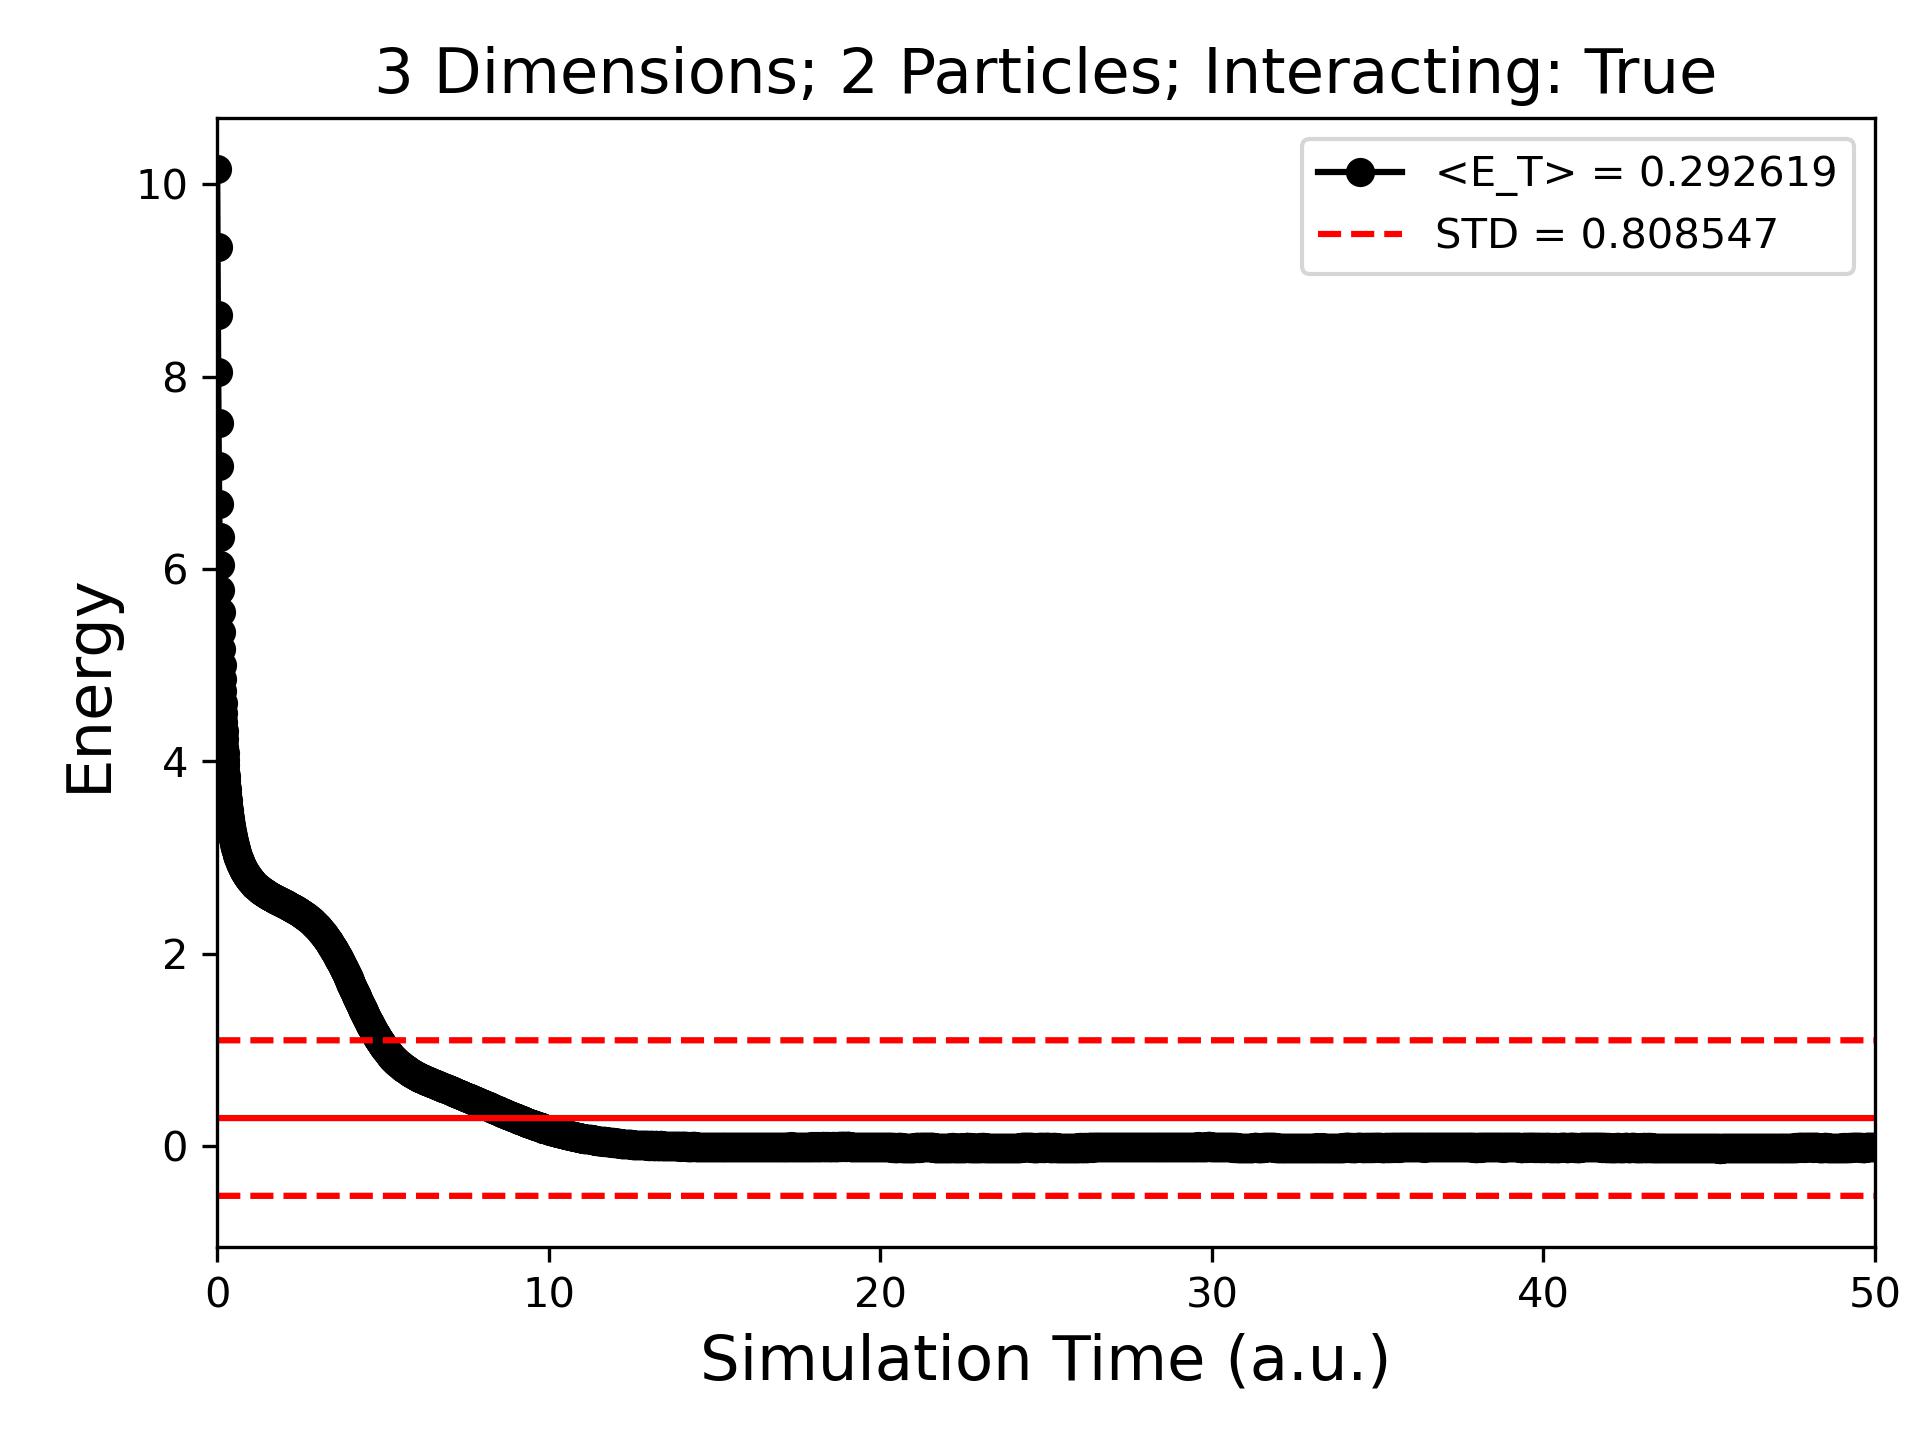 3 Dimensions; 2 Particles; Interacting: True
<E_T> = 0.292619
STD = 0.808547
10
8
6
4
2
0
Energy
0 10 20 30 40 50
Simulation Time (a.u.)